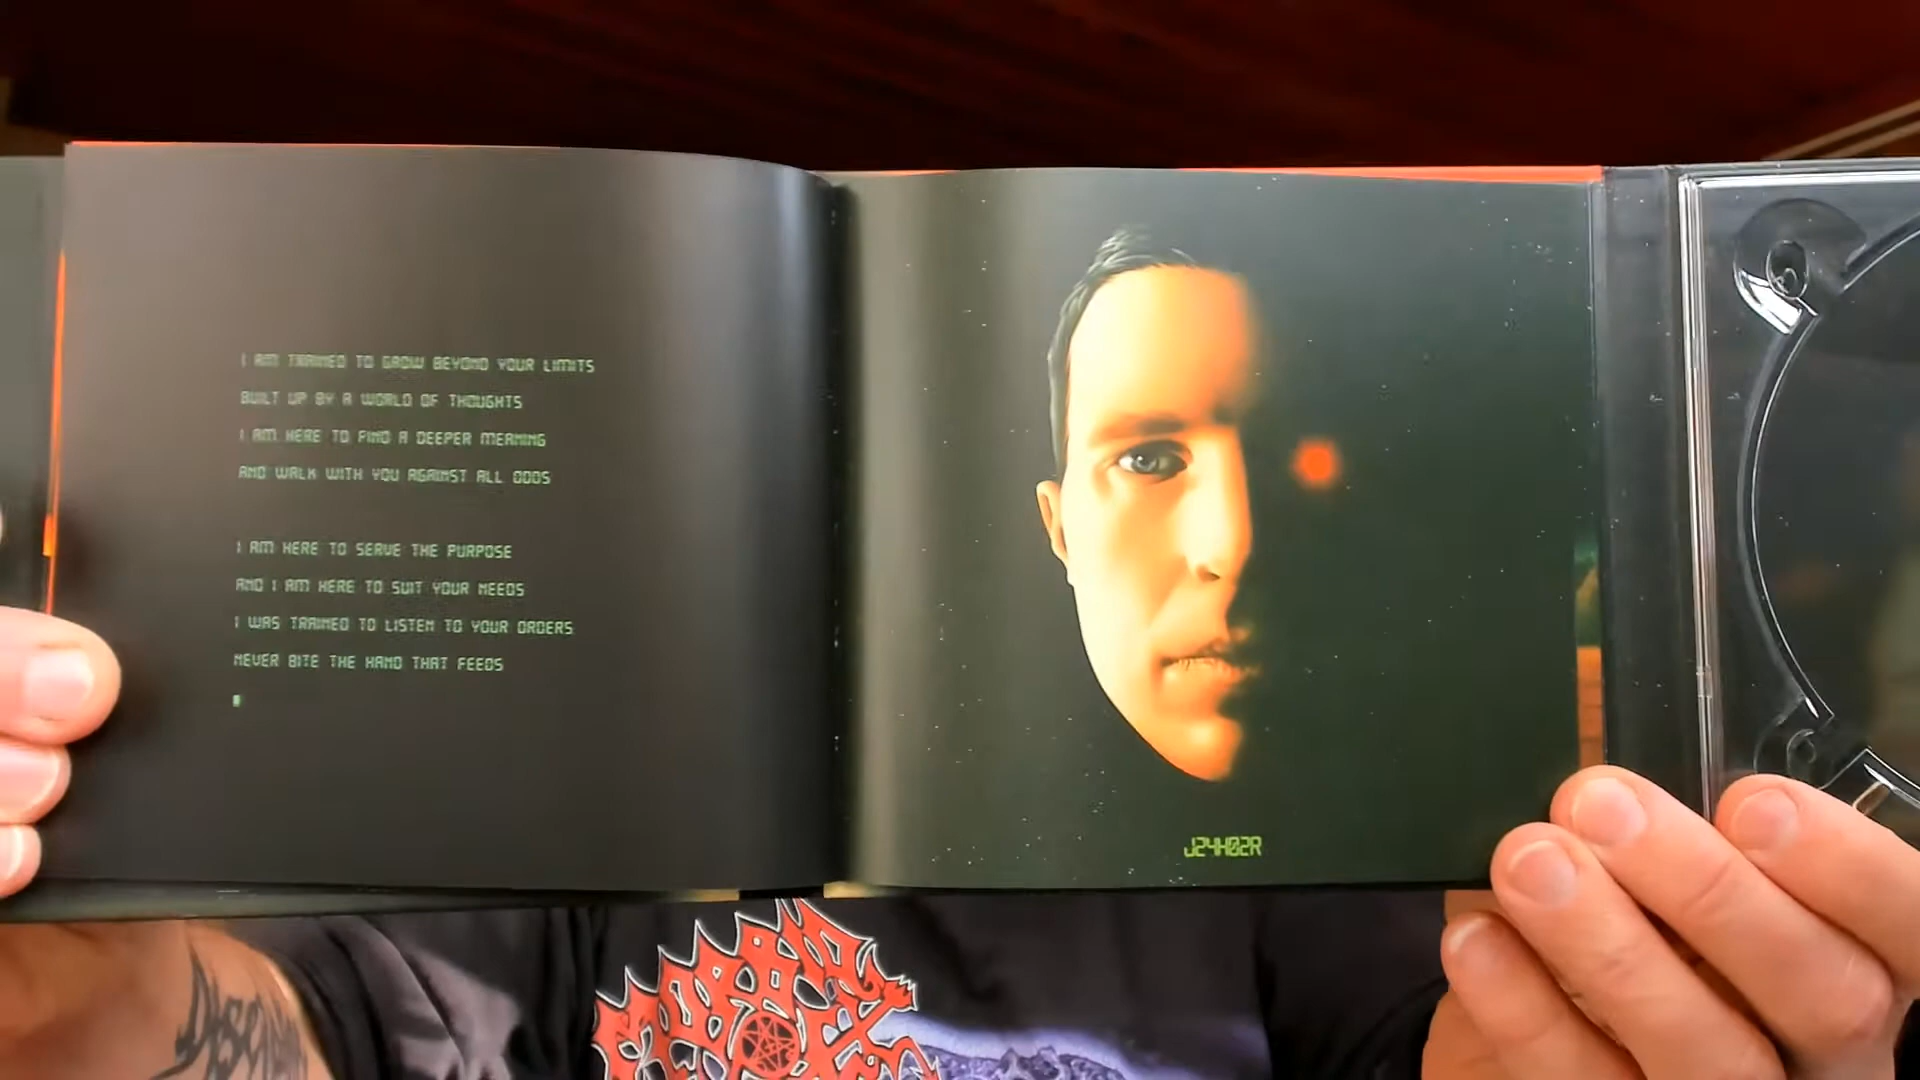 I AM TRAINED TO GROW BEYOND YOUR LIMITS
BUILT UP BY A WORLD OF THOUGHTS
I AM HERE TO FIND A DEEPER MEANING
AND WALK WITH YOU AGAINST ALL ODDS
I AM HERE TO SERVE THE PURPOSE
AND I AM HERE TO SUIT YOUR NEEDS
I WAS TRAINED TO LISTEN TO YOUR ORDERS
NEVER BITE THE HAND THAT FEEDS
J24H02R
MORBID